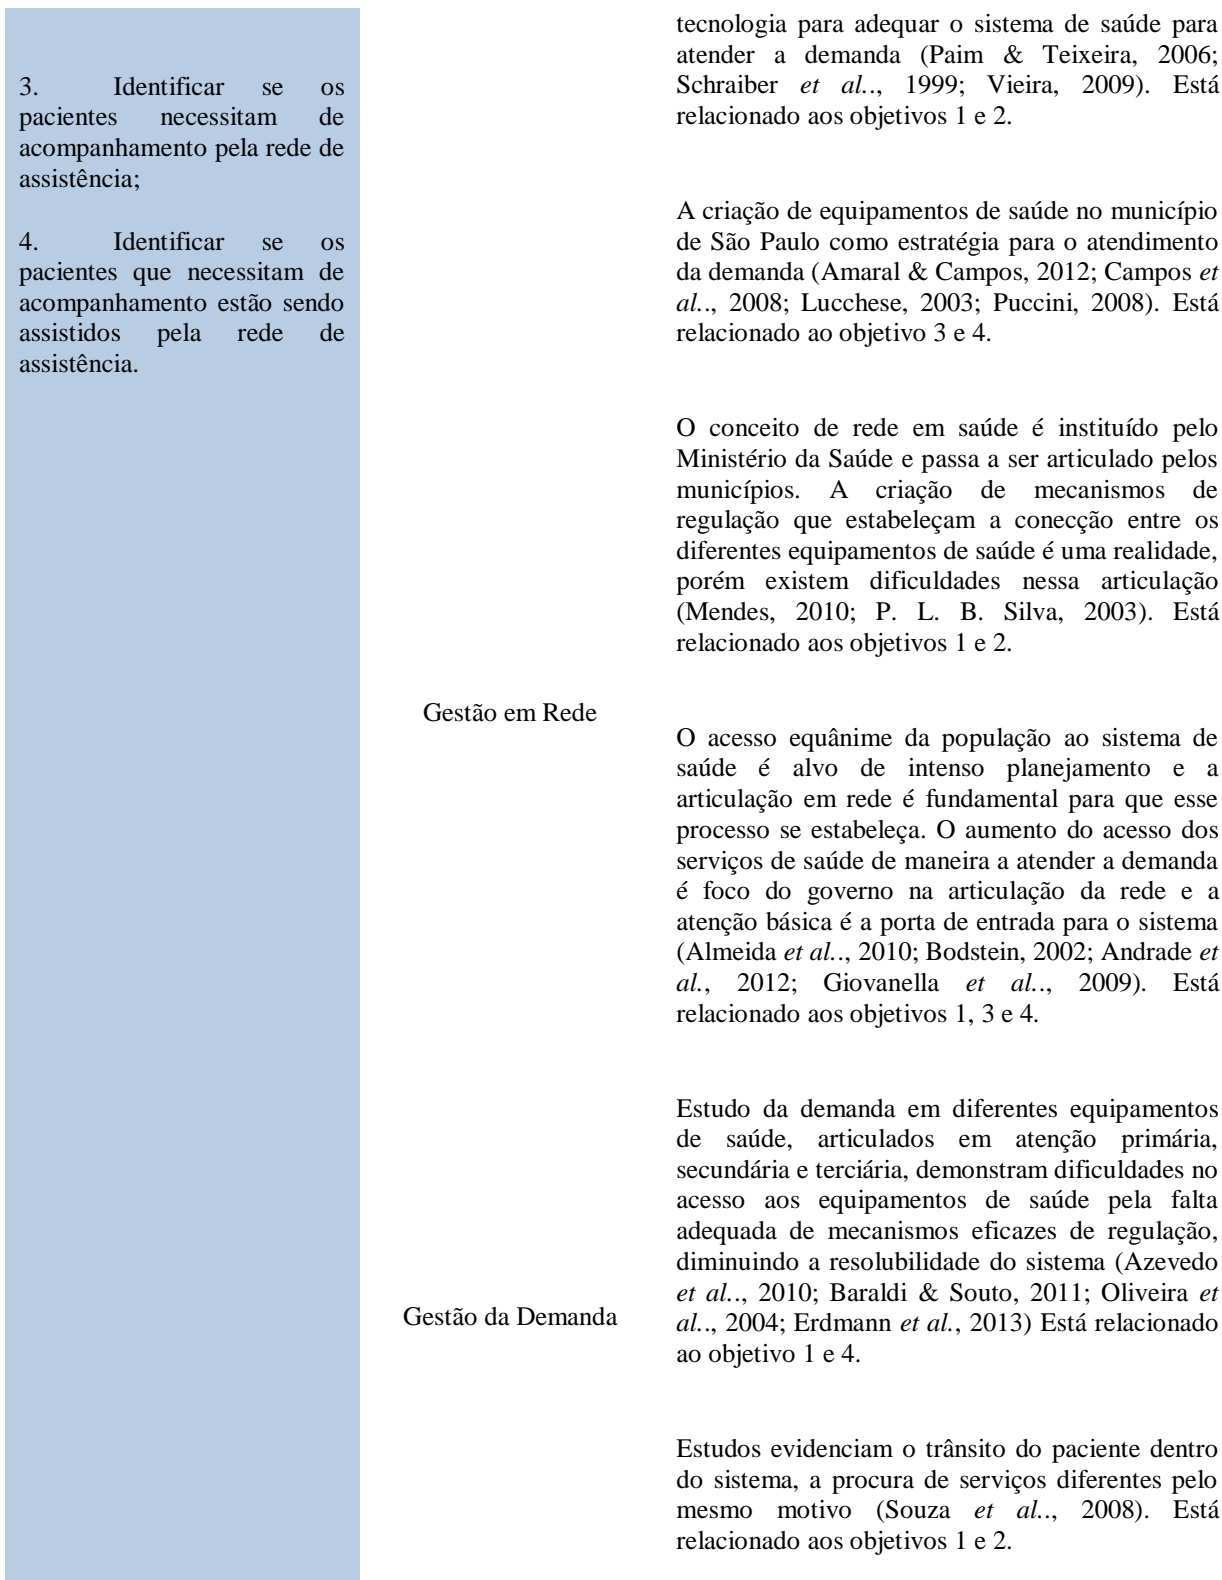 3. Identificar se os
pacientes necessitam de
acompanhamento pela rede de
assistência;
4. Identificar se os
pacientes que necessitam de
acompanhamento estão sendo
assistidos pela rede de
assistência.
Gestão em Rede
Gestão da Demanda
tecnologia para adequar o sistema de saúde para
atender a demanda (Paim & Teixeira, 2006;
Schraiber et al.., 1999; Vieira, 2009). Está
relacionado aos objetivos 1 e 2.
A criação de equipamentos de saúde no município
de São Paulo como estratégia para o atendimento
da demanda (Amaral & Campos, 2012; Campos et
al.., 2008; Lucchese, 2003; Puccini, 2008). Está
relacionado ao objetivo 3 e 4.
O conceito de rede em saúde é instituído pelo
Ministério da Saúde e passa a ser articulado pelos
municípios. A criação de mecanismos de
regulação que estabeleçam a conecção entre os
diferentes equipamentos de saúde é uma realidade,
porém existem dificuldades nessa articulação
(Mendes, 2010; P. L. B. Silva, 2003). Está
relacionado aos objetivos 1 e 2.
O acesso equânime da população ao sistema de
saúde é alvo de intenso planejamento e a
articulação em rede é fundamental para que esse
processo se estabeleça. O aumento do acesso dos
serviços de saúde de maneira a atender a demanda
é foco do governo na articulação da rede e a
atenção básica é a porta de entrada para o sistema
(Almeida et al.., 2010; Bodstein, 2002; Andrade et
al., 2012; Giovanella et al.., 2009). Está
relacionado aos objetivos 1, 3 e 4.
Estudo da demanda em diferentes equipamentos
de saúde, articulados em atenção primária,
secundária e terciária, demonstram dificuldades no
acesso aos equipamentos de saúde pela falta
adequada de mecanismos eficazes de regulação,
diminuindo a resolubilidade do sistema (Azevedo
et al.., 2010; Baraldi & Souto, 2011; Oliveira et
al.., 2004; Erdmann et al., 2013) Está relacionado
ao objetivo 1 e 4.
Estudos evidenciam o trânsito do paciente dentro
do sistema, a procura de serviços diferentes pelo
mesmo motivo (Souza et al.., 2008). Está
relacionado aos objetivos 1 e 2.